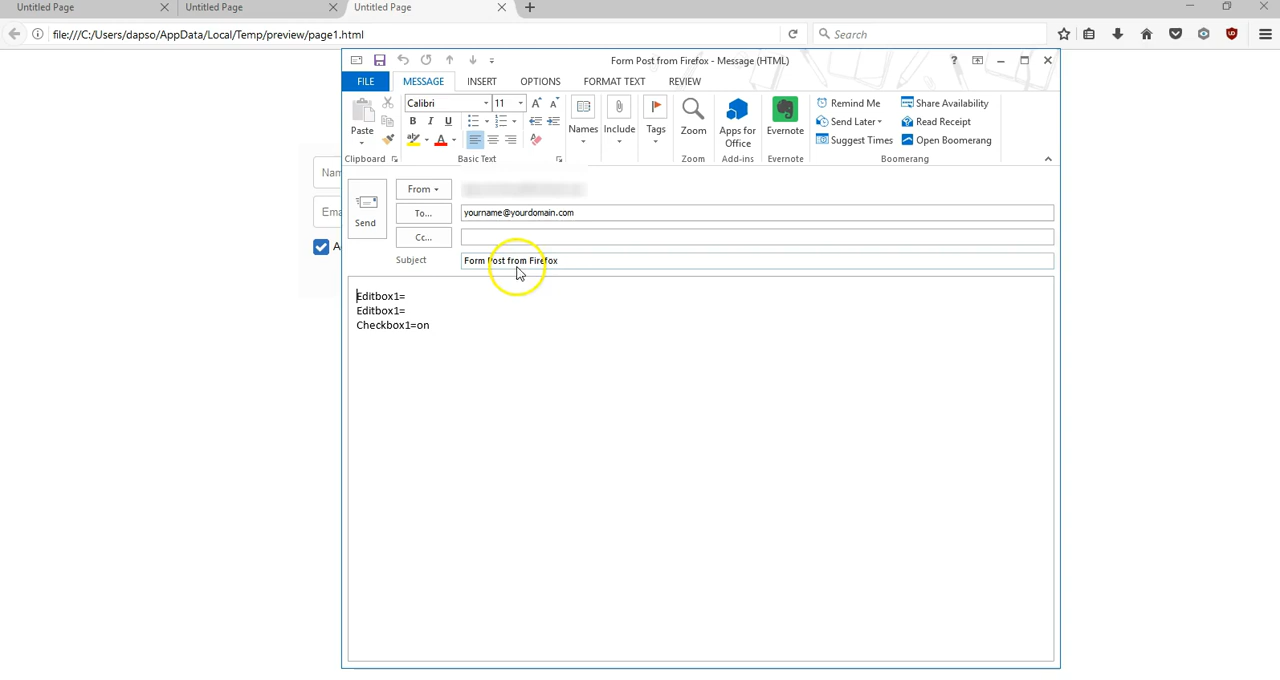 Untitled Page
Untitled Page
Untitled Page
file:///C:/Users/dapso/AppData/Local/Temp/preview/page1.html
Search
Form Post from Firefox - Message (HTML)
FILE
MESSAGE
INSERT
OPTIONS
FORMAT TEXT
REVIEW
Paste
Calibri
11
B I U
Names
Include
Tags
Zoom
Apps for
Office
Evernote
Remind Me
Send Later
Suggest Times
Share Availability
Read Receipt
Open Boomerang
Clipboard
Basic Text
Zoom
Add-ins
Evernote
Boomerang
Nam
Ema
A
Send
From
To...
yourname@yourdomain.com
Cc...
Subject
Form Post from Firefox
Editbox1=
Editbox1=
Checkbox1=on